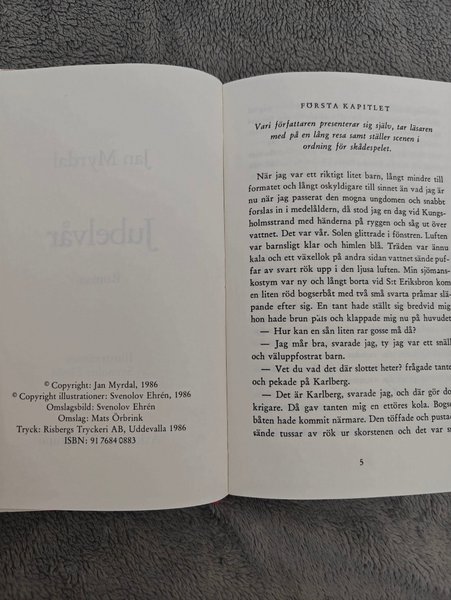 Jan Myrdal
Jubelvår
Roman
© Copyright: Jan Myrdal, 1986
© Copyright illustrationer: Svenolov Ehrén, 1986
Omslagsbild: Svenolov Ehrén
Omslag: Mats Örbrink
Tryck: Risbergs Tryckeri AB, Uddevalla 1986
ISBN: 91 7684 0883
FÖRSTA KAPITLET
Vari författaren presenterar sig själv, tar läsaren
med på en lång resa samt ställer scenen i
ordning för skådespelet.
När jag var ett riktigt litet barn, långt mindre till
formatet och långt oskyldigare till sinnet än vad jag är
nu när jag passerat den mogna ungdomen och snabbt
forslas in i medelåldern, då stod jag en dag vid Kungs-
holmsstrand med händerna på ryggen och såg ut över
vattnet. Det var vår. Solen glittrade i fönstren. Luften
var barnsligt klar och himlen blå. Träden var ännu
kala och ett växellok på andra sidan vattnet sände puf-
far av svart rök upp i den ljusa luften. Min sjömans-
kostym var ny och långt borta vid St Eriksbron kom
en liten röd bogserbåt med två små svarta pråmar släp-
ande efter sig. En tant hade ställt sig bredvid mig
hon hade brun päls och klappade mig nu på huvudet
— Hur kan en sån liten rar gosse må då?
— Jag mår bra, svarade jag, ty jag var ett snäll
och väluppfostrat barn.
— Vet du vad det där slottet heter? frågade tanten
och pekade på Karlberg.
— Det är Karlberg, svarade jag, och där gör do
krigare. Då gav tanten mig en ettöres kola. Bogse
båten hade kommit närmare. Den töffade och pusta
sände tussar av rök ur skorstenen och det var s
5